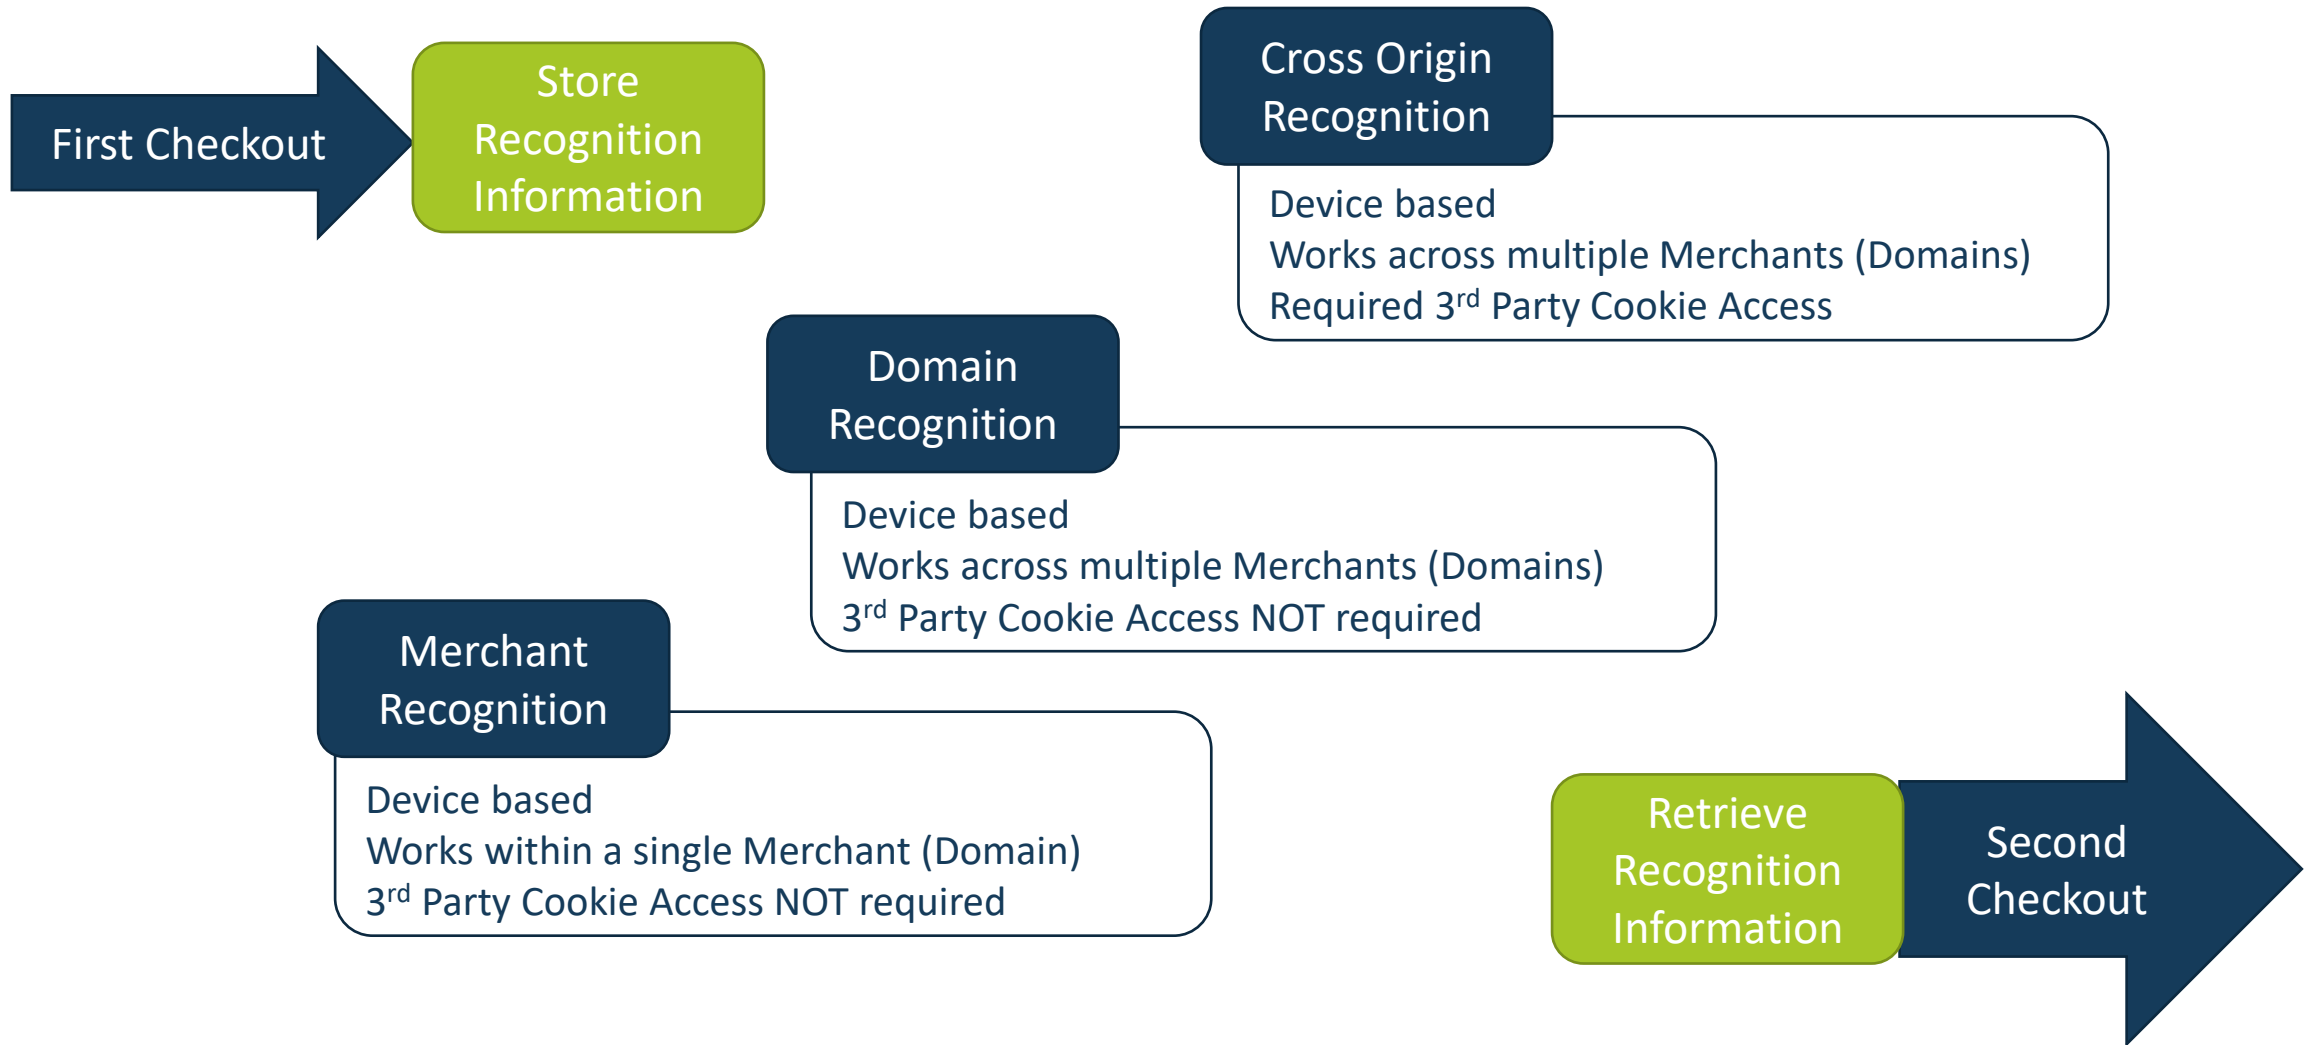 First Checkout
Store
Recognition
Information
Cross Origin
Recognition
Device based
Works across multiple Merchants (Domains)
Required 3rd Party Cookie Access
Domain
Recognition
Device based
Works across multiple Merchants (Domains)
3rd Party Cookie Access NOT required
Merchant
Recognition
Device based
Works within a single Merchant (Domain)
3rd Party Cookie Access NOT required
Retrieve
Recognition
Information
Second
Checkout